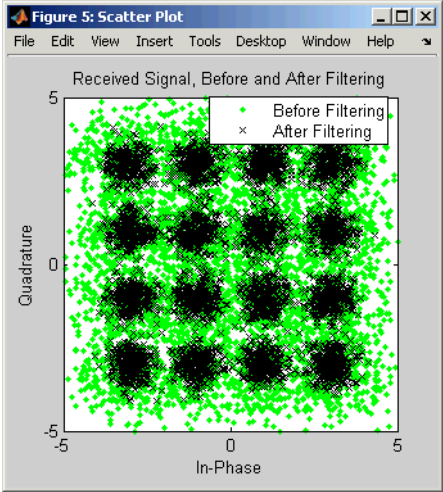 Figure 5: Scatter Plot
File Edit View Insert Tools Desktop Window Help
Received Signal, Before and After Filtering
5
Before Filtering
After Filtering
Quadrature
0
-5
-5 0 5
In-Phase